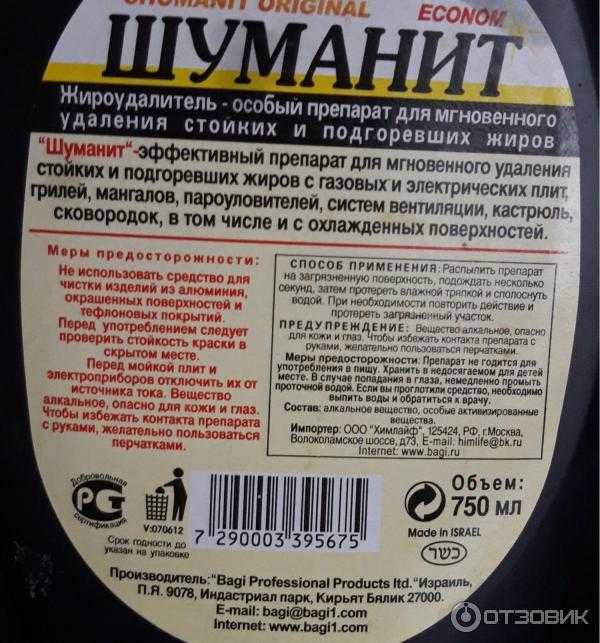 SHUMANIT ORIGINAL
ECONOM
ШУМАНИТ
Жироудалитель - особый препарат для мгновенного
удаления стойких и подгоревших жиров
"Шуманит"-эффективный препарат для мгновенного удаления
стойких и подгоревших жиров с газовых и электрических плит,
грилей, мангалов, пароуловителей, систем вентиляции, кастрюль,
сковородок, в том числе и с охлажденных поверхностей.
Меры предосторожности:
Не использовать средство для
чистки изделий из алюминия,
окрашенных поверхностей и
тефлоновых покрытий.
Перед употреблением следует
проверить стойкость краски в
скрытом месте.
Перед мойкой плит и
электроприборов отключить их от
источника тока. Вещество
алкальное, опасно для кожи и глаз.
Чтобы избежать контакта препарата
с руками, желательно пользоваться
перчатками.
СПОСОБ ПРИМЕНЕНИЯ: Распылить препарат
на загрязненную поверхность, подождать несколько
секунд, затем протереть влажной тряпкой и сполоснуть
водой. При необходимости повторить действие и
протереть загрязненный участок.
ПРЕДУПРЕЖДЕНИЕ: Вещество алкальное, опасно
для кожи и глаз. Чтобы избежать контакта препарата с
руками, желательно пользоваться перчатками.
Меры предосторожности: Препарат не годится для
употребления в пищу. Хранить в недосягаемом для детей
месте. В случае попадания в глаза, немедленно промыть
проточной водой. Если вы проглотили средство, необходимо
выпить воды и обратиться к врачу.
Состав: алкальное вещество, особые активизированные
вещества.
Импортер: ООО "Химлайф", 125424, РФ, г.Москва,
Волоколамское шоссе, д73, E-mail: himlife@bk.ru
Internet: www.bagi.ru
Добровольная
РСТ
сертификация
V:070612
Срок годности до
указан на упаковке
7 290003 395675
Объем:
750 мл
Made in ISRAEL
כשר
Производитель: "Bagi Professional Products ltd. "Израиль,
П.Я. 9078, Индастриал парк, Кирьят Бялик 27000.
E-mail: bagi@bagi1.com
Internet: www.bagi1.com
ОТЗОВИК